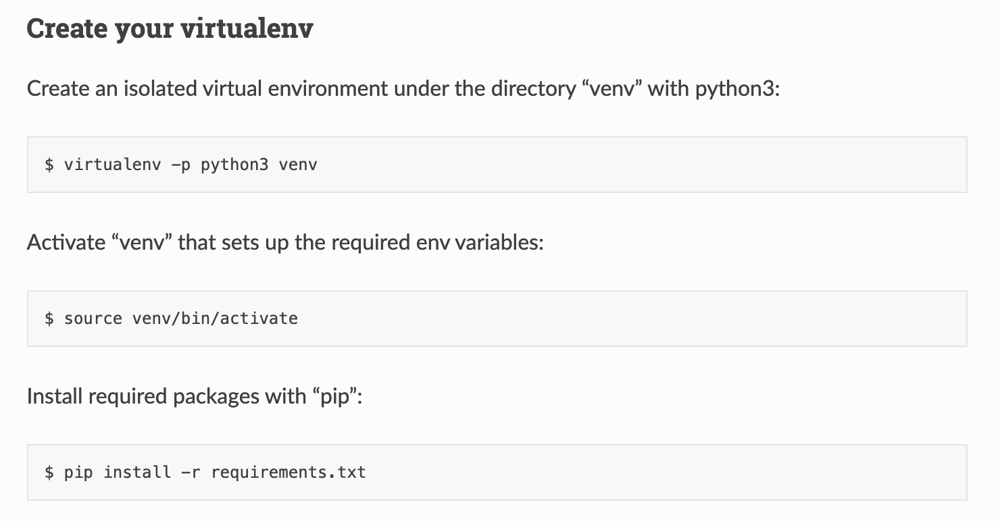 Create your virtualenv
Create an isolated virtual environment under the directory “venv” with python3:
$ virtualenv -p python3 venv
Activate “venv” that sets up the required env variables:
$ source venv/bin/activate
Install required packages with “pip”:
$ pip install -r requirements.txt